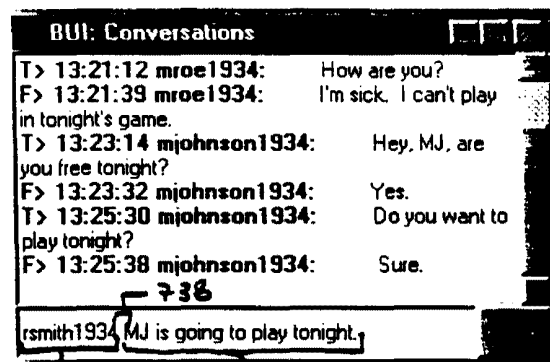 BUI: Conversations
T> 13:21:12 mroe1934: How are you?
F> 13:21:39 mroe1934: I'm sick. I can't play
in tonight's game.
T> 13:23:14 mjohnson1934: Hey, MJ, are
you free tonight?
F> 13:23:32 mjohnson1934: Yes.
T> 13:25:30 mjohnson1934: Do you want to
play tonight?
F> 13:25:38 mjohnson1934: Sure.
738
rsmith1934 MJ is going to play tonight.